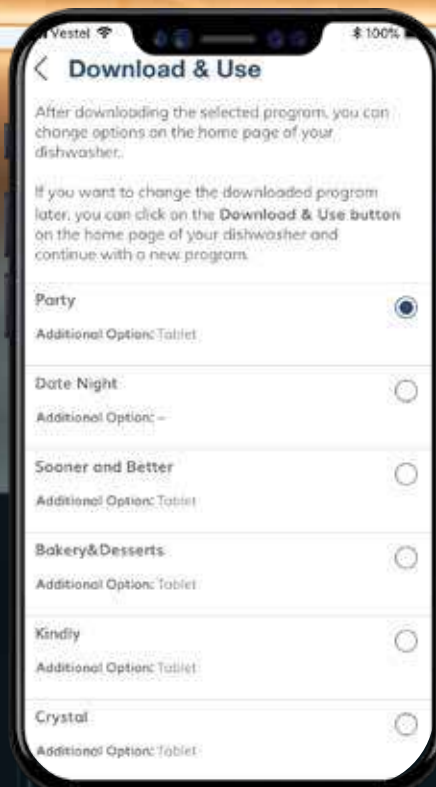 Vestel 100%
Download & Use
After downloading the selected program, you can
change options on the home page of your
dishwasher.
If you want to change the downloaded program
later, you can click on the Download & Use button
on the home page of your dishwasher and
continue with a new program.
Party
Additional Option: Tablet
Date Night
Additional Option: –
Sooner and Better
Additional Option: Tablet
Bakery&Desserts
Additional Option: Tablet
Kindly
Additional Option: Tablet
Crystal
Additional Option: Tablet